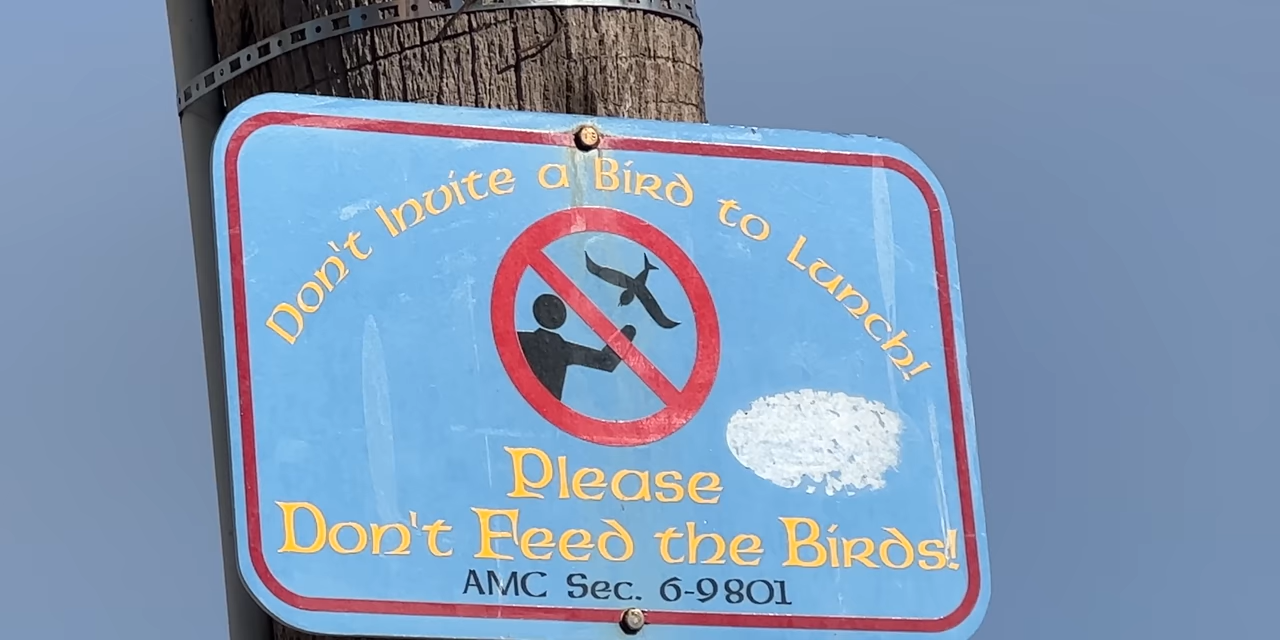 Don't Invite a Bird to Lunch!
Please
Don't Feed the Birds!
AMC Sec. 6-9801